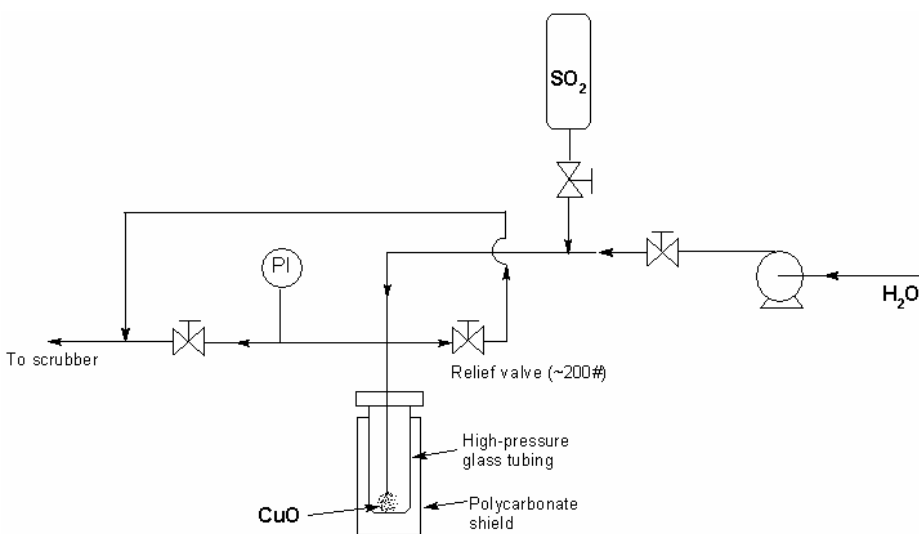 SO₂
PI
H₂O
To scrubber
Relief valve (~200#)
High-pressure
glass tubing
CuO
Polycarbonate
shield